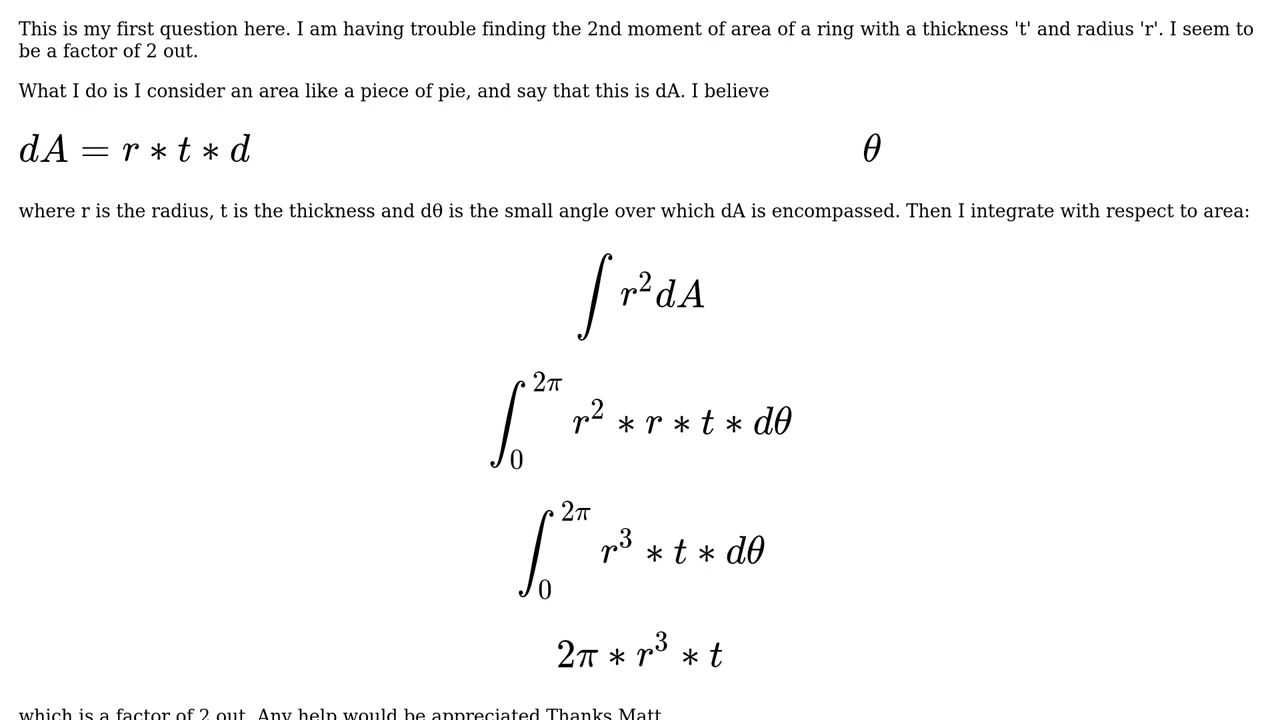 This is my first question here. I am having trouble finding the 2nd moment of area of a ring with a thickness 't' and radius 'r'. I seem to
be a factor of 2 out.
What I do is I consider an area like a piece of pie, and say that this is dA. I believe
dA = r ∗ t ∗ d θ
where r is the radius, t is the thickness and dθ is the small angle over which dA is encompassed. Then I integrate with respect to area:
∫ r² dA
∫₀^{2π} r² ∗ r ∗ t ∗ dθ
∫₀^{2π} r³ ∗ t ∗ dθ
2π ∗ r³ ∗ t
which is a factor of 2 out. Any help would be appreciated Thanks Matt